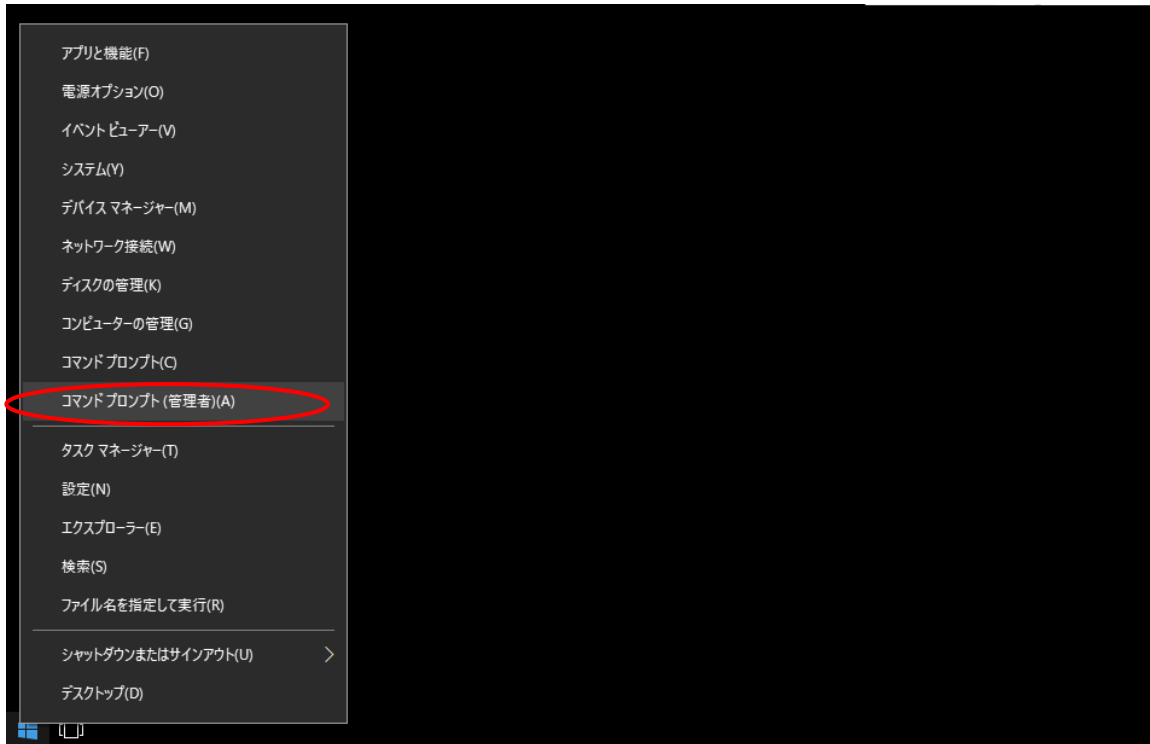 アプリと機能(F)
電源オプション(O)
イベント ビューアー(V)
システム(Y)
デバイス マネージャー(M)
ネットワーク接続(W)
ディスクの管理(K)
コンピューターの管理(G)
コマンド プロンプト(C)
コマンド プロンプト (管理者)(A)
タスク マネージャー(T)
設定(N)
エクスプローラー(E)
検索(S)
ファイル名を指定して実行(R)
シャットダウンまたはサインアウト(U)
デスクトップ(D)